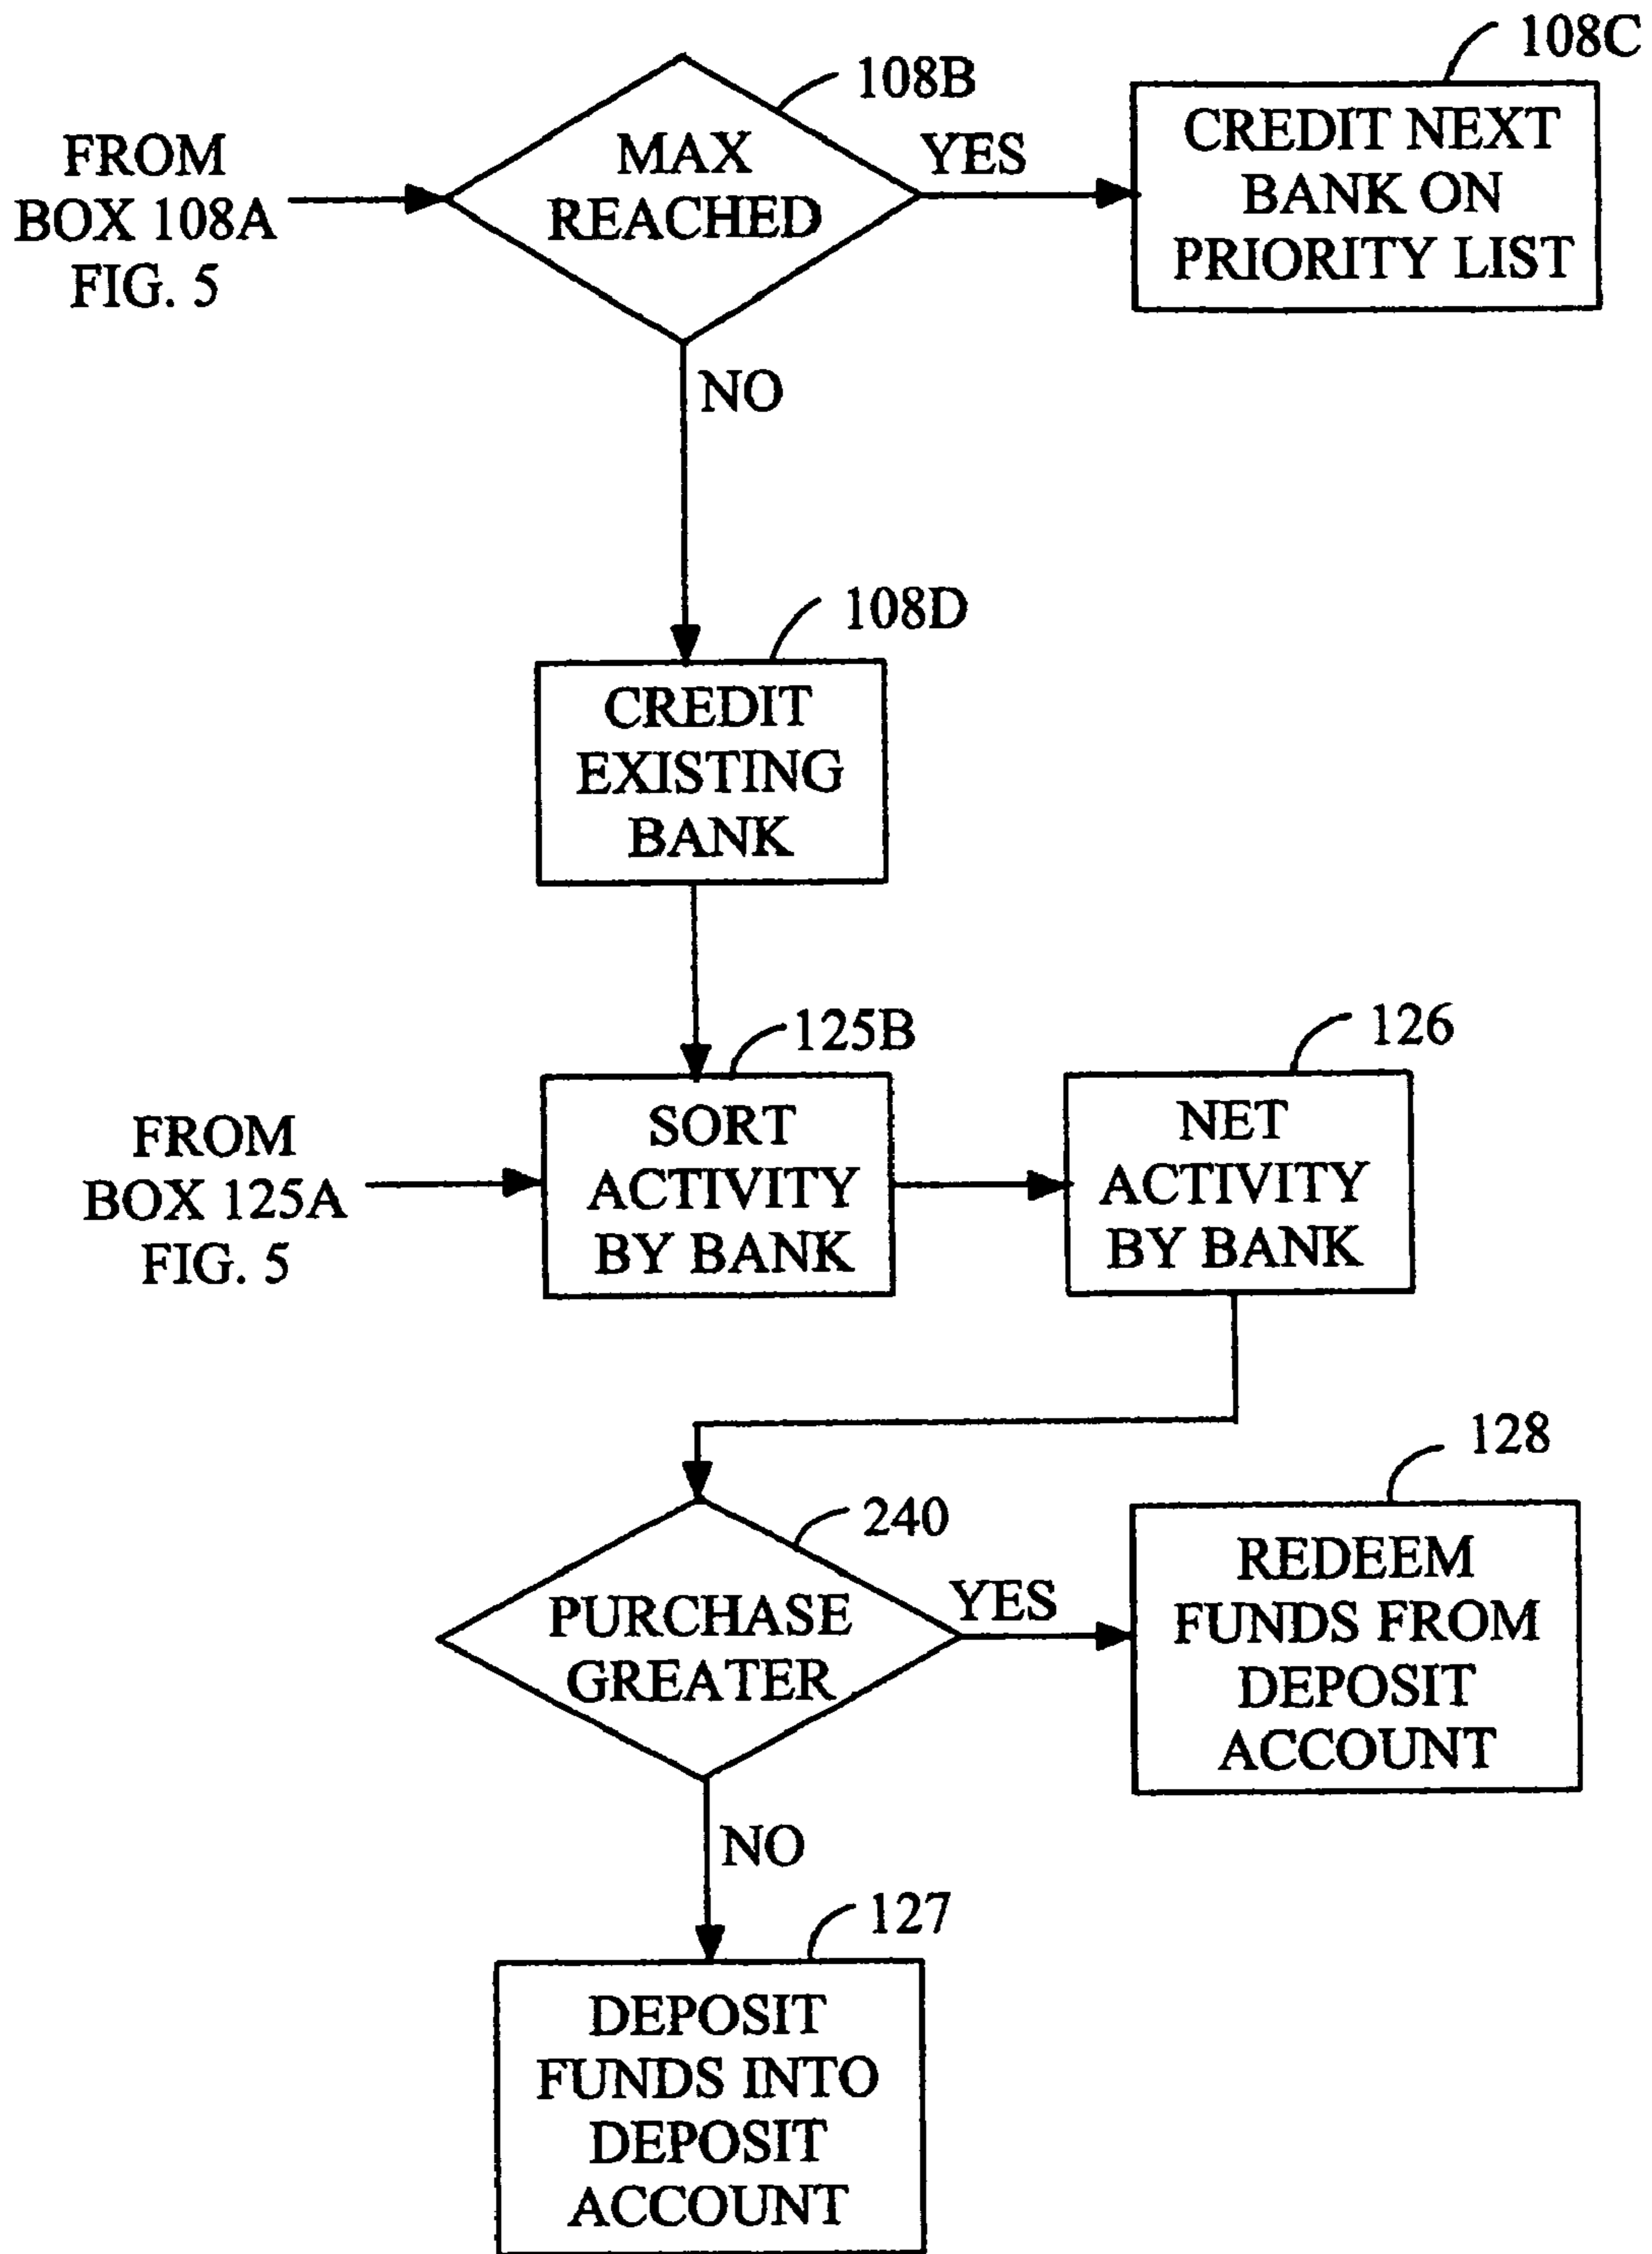 108C
108B
FROM
BOX 108A
FIG. 5
MAX
REACHED
YES
CREDIT NEXT
BANK ON
PRIORITY LIST
NO
108D
CREDIT
EXISTING
BANK
125B
126
FROM
BOX 125A
FIG. 5
SORT
ACTIVITY
BY BANK
NET
ACTIVITY
BY BANK
128
240
PURCHASE
GREATER
YES
REDEEM
FUNDS FROM
DEPOSIT
ACCOUNT
NO
127
DEPOSIT
FUNDS INTO
DEPOSIT
ACCOUNT